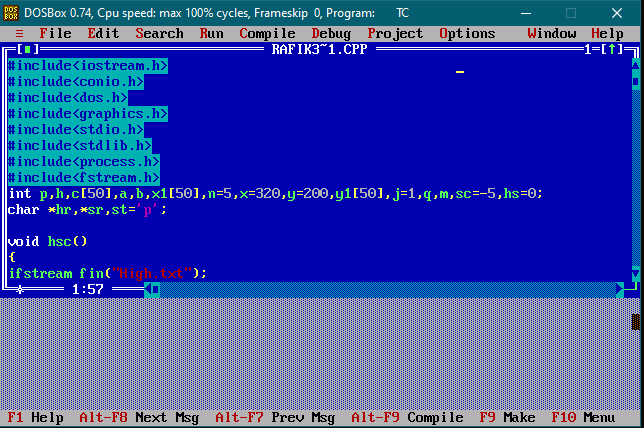 DOS BOX DOSBox 0.74, Cpu speed: max 100% cycles, Frameskip 0, Program: TC
≡ File Edit Search Run Compile Debug Project Options Window Help
[■] RAFIK3~1.CPP 1=[↑]
#include<iostream.h>
#include<conio.h>
#include<dos.h>
#include<graphics.h>
#include<stdio.h>
#include<stdlib.h>
#include<process.h>
#include<fstream.h>
int p,h,c[50],a,b,x1[50],n=5,x=320,y=200,y1[50],j=1,q,m,sc=-5,hs=0;
char *hr,*sr,st='p';
void hsc()
{
ifstream fin("High.txt");
* 1:57
F1 Help Alt-F8 Next Msg Alt-F7 Prev Msg Alt-F9 Compile F9 Make F10 Menu